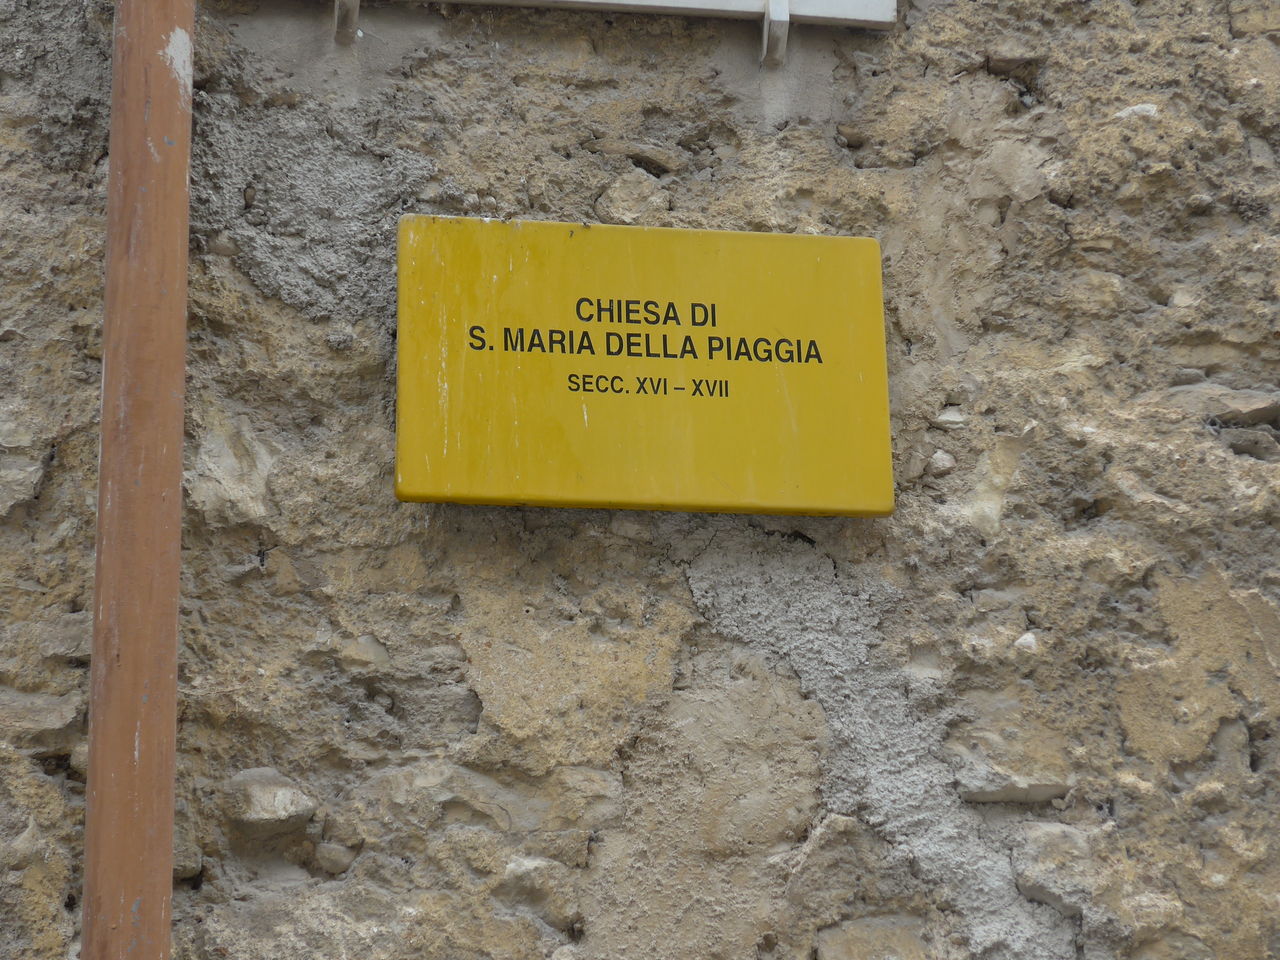 CHIESA DI
S. MARIA DELLA PIAGGIA
SECC. XVI – XVII